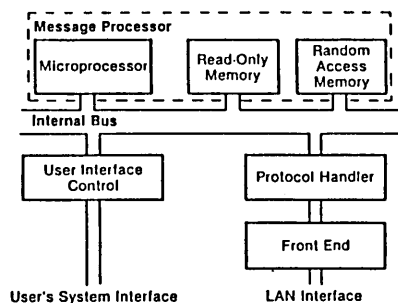 Message Processor
Microprocessor
Read-Only
Memory
Random
Access
Memory
Internal Bus
User Interface
Control
Protocol Handler
Front End
User's System Interface
LAN Interface